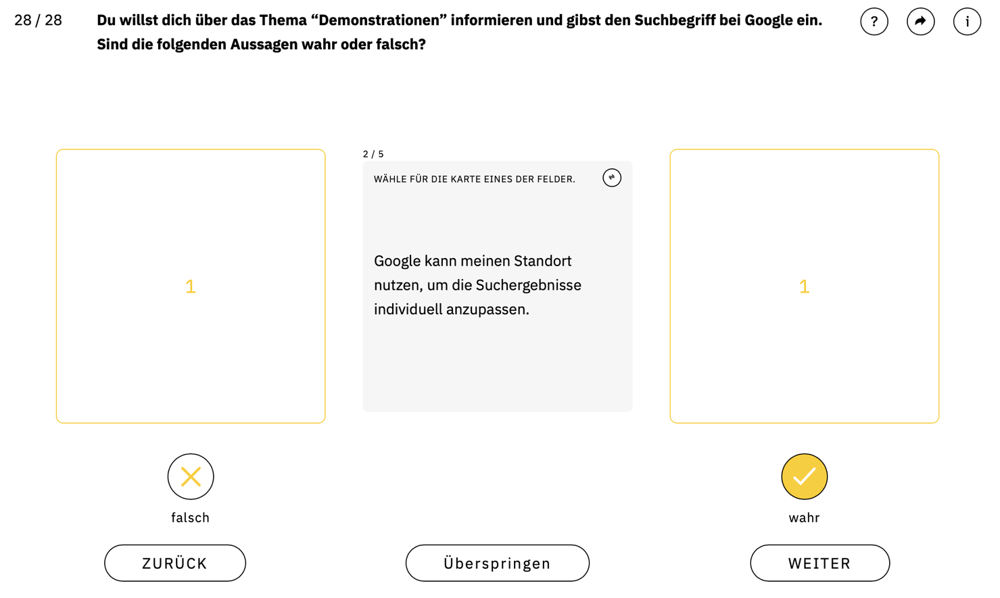 28 / 28
Du willst dich über das Thema “Demonstrationen” informieren und gibst den Suchbegriff bei Google ein.
Sind die folgenden Aussagen wahr oder falsch?
?
i
1
2 / 5
WÄHLE FÜR DIE KARTE EINES DER FELDER.
Google kann meinen Standort
nutzen, um die Suchergebnisse
individuell anzupassen.
1
falsch
wahr
ZURÜCK
Überspringen
WEITER